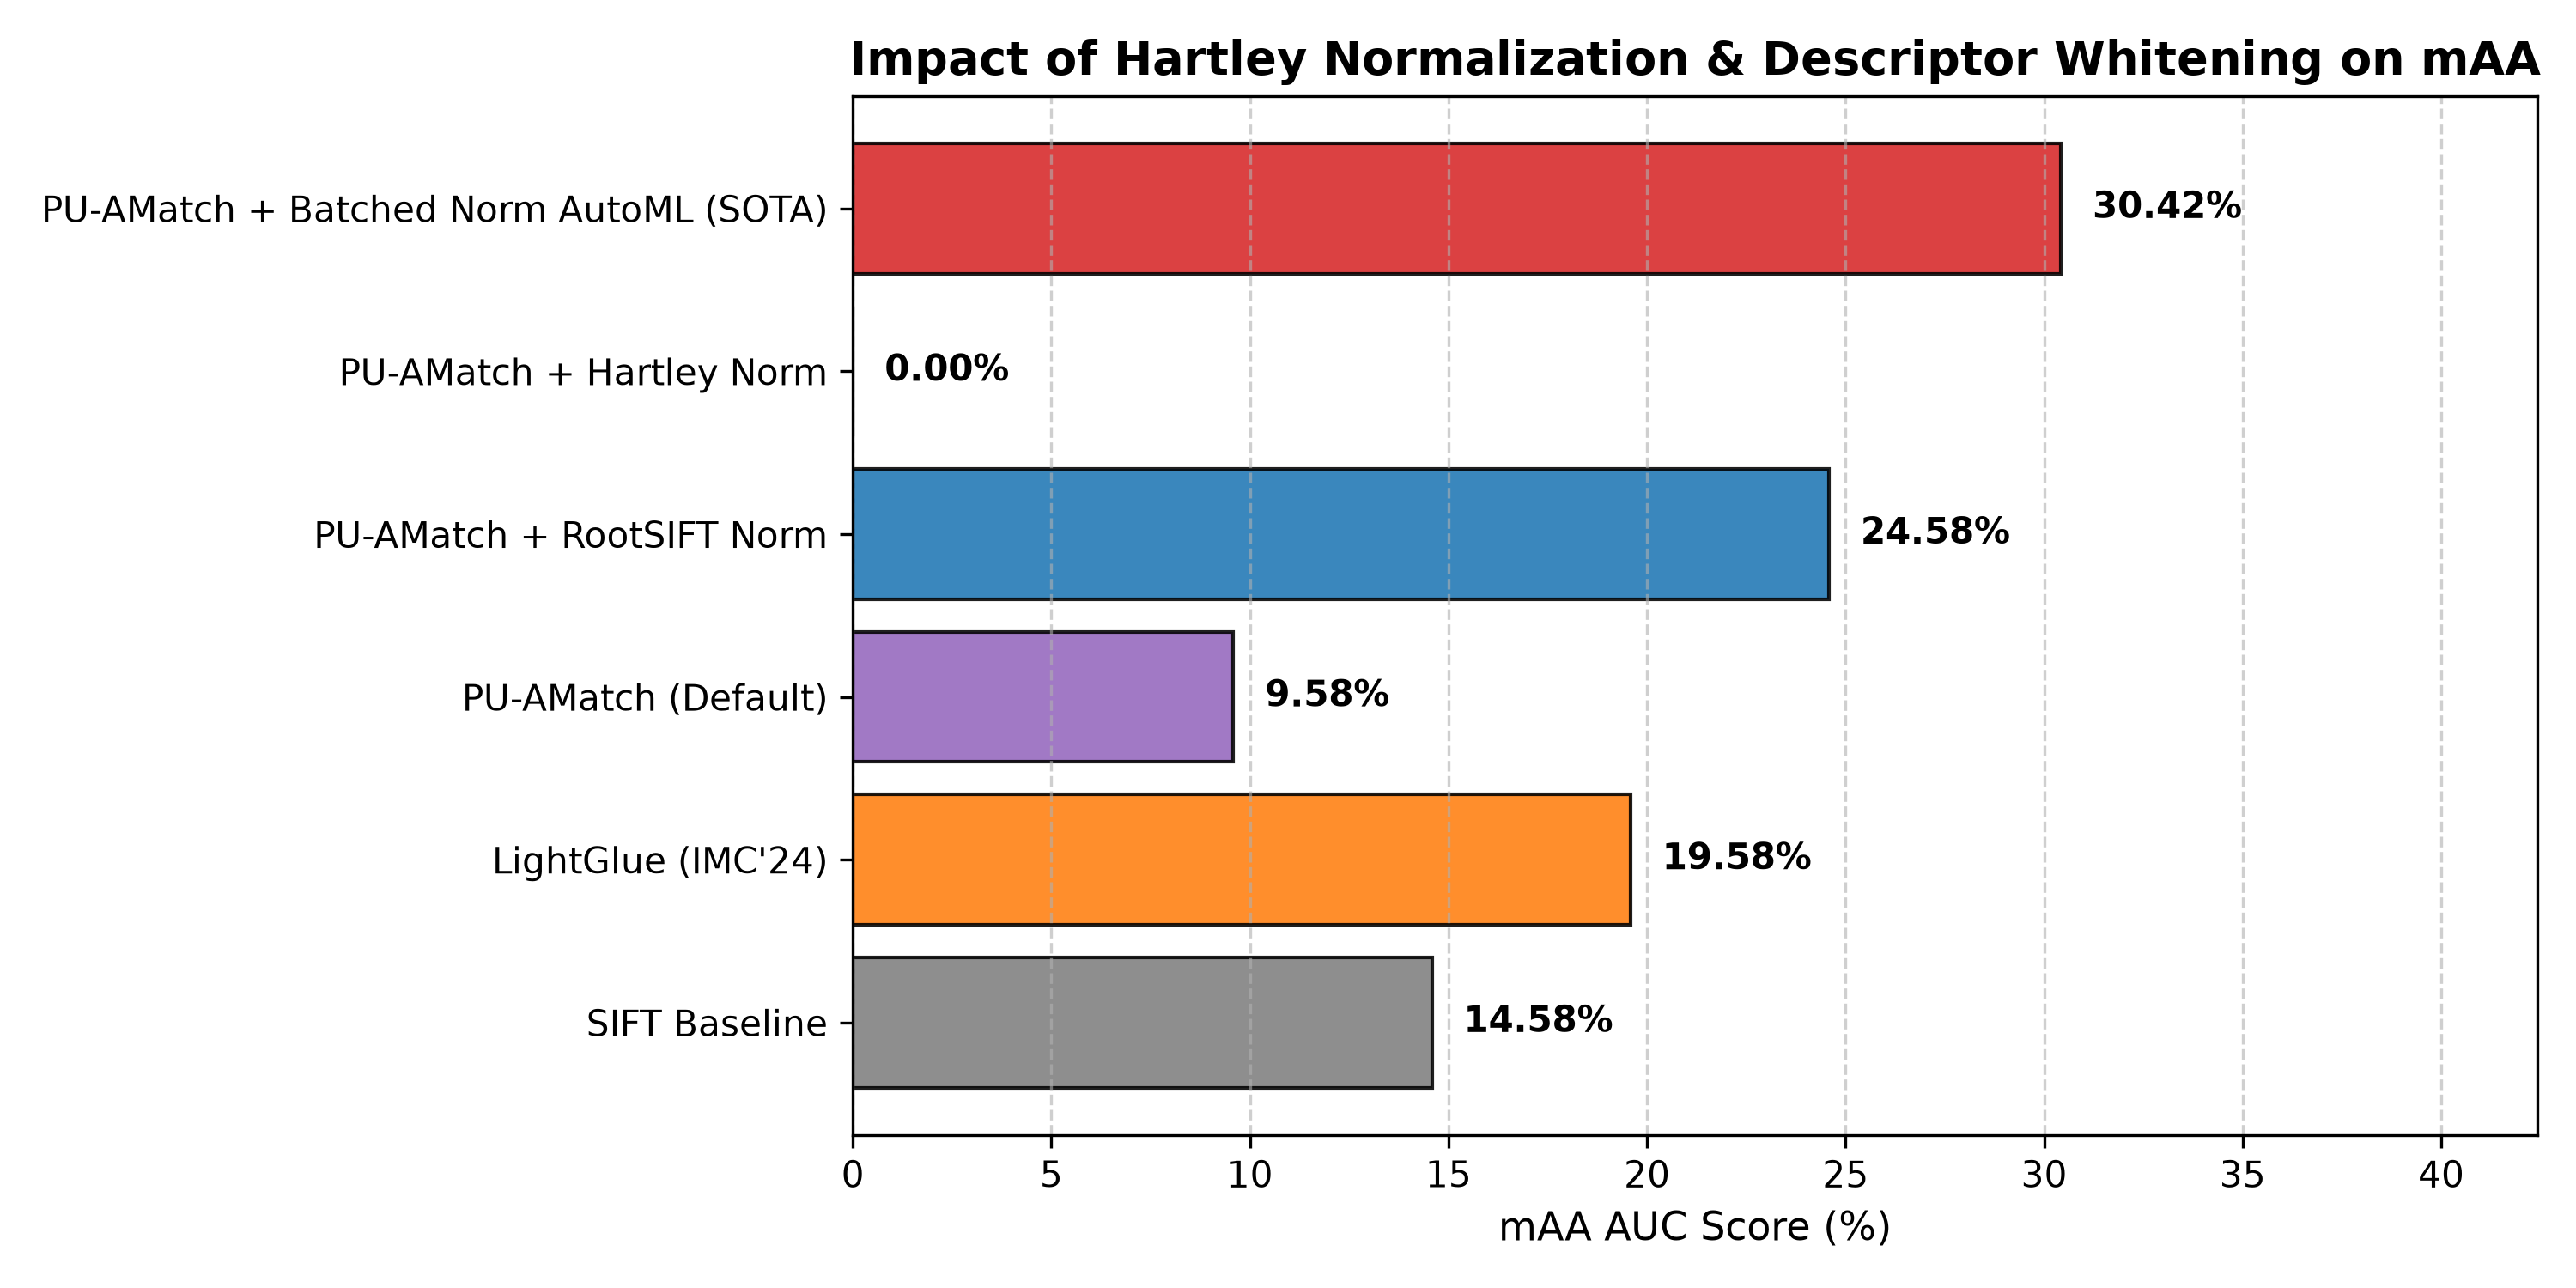 Impact of Hartley Normalization & Descriptor Whitening on mAA
PU-AMatch + Batched Norm AutoML (SOTA)
30.42%
PU-AMatch + Hartley Norm
0.00%
PU-AMatch + RootSIFT Norm
24.58%
PU-AMatch (Default)
9.58%
LightGlue (IMC'24)
19.58%
SIFT Baseline
14.58%
0 5 10 15 20 25 30 35 40
mAA AUC Score (%)